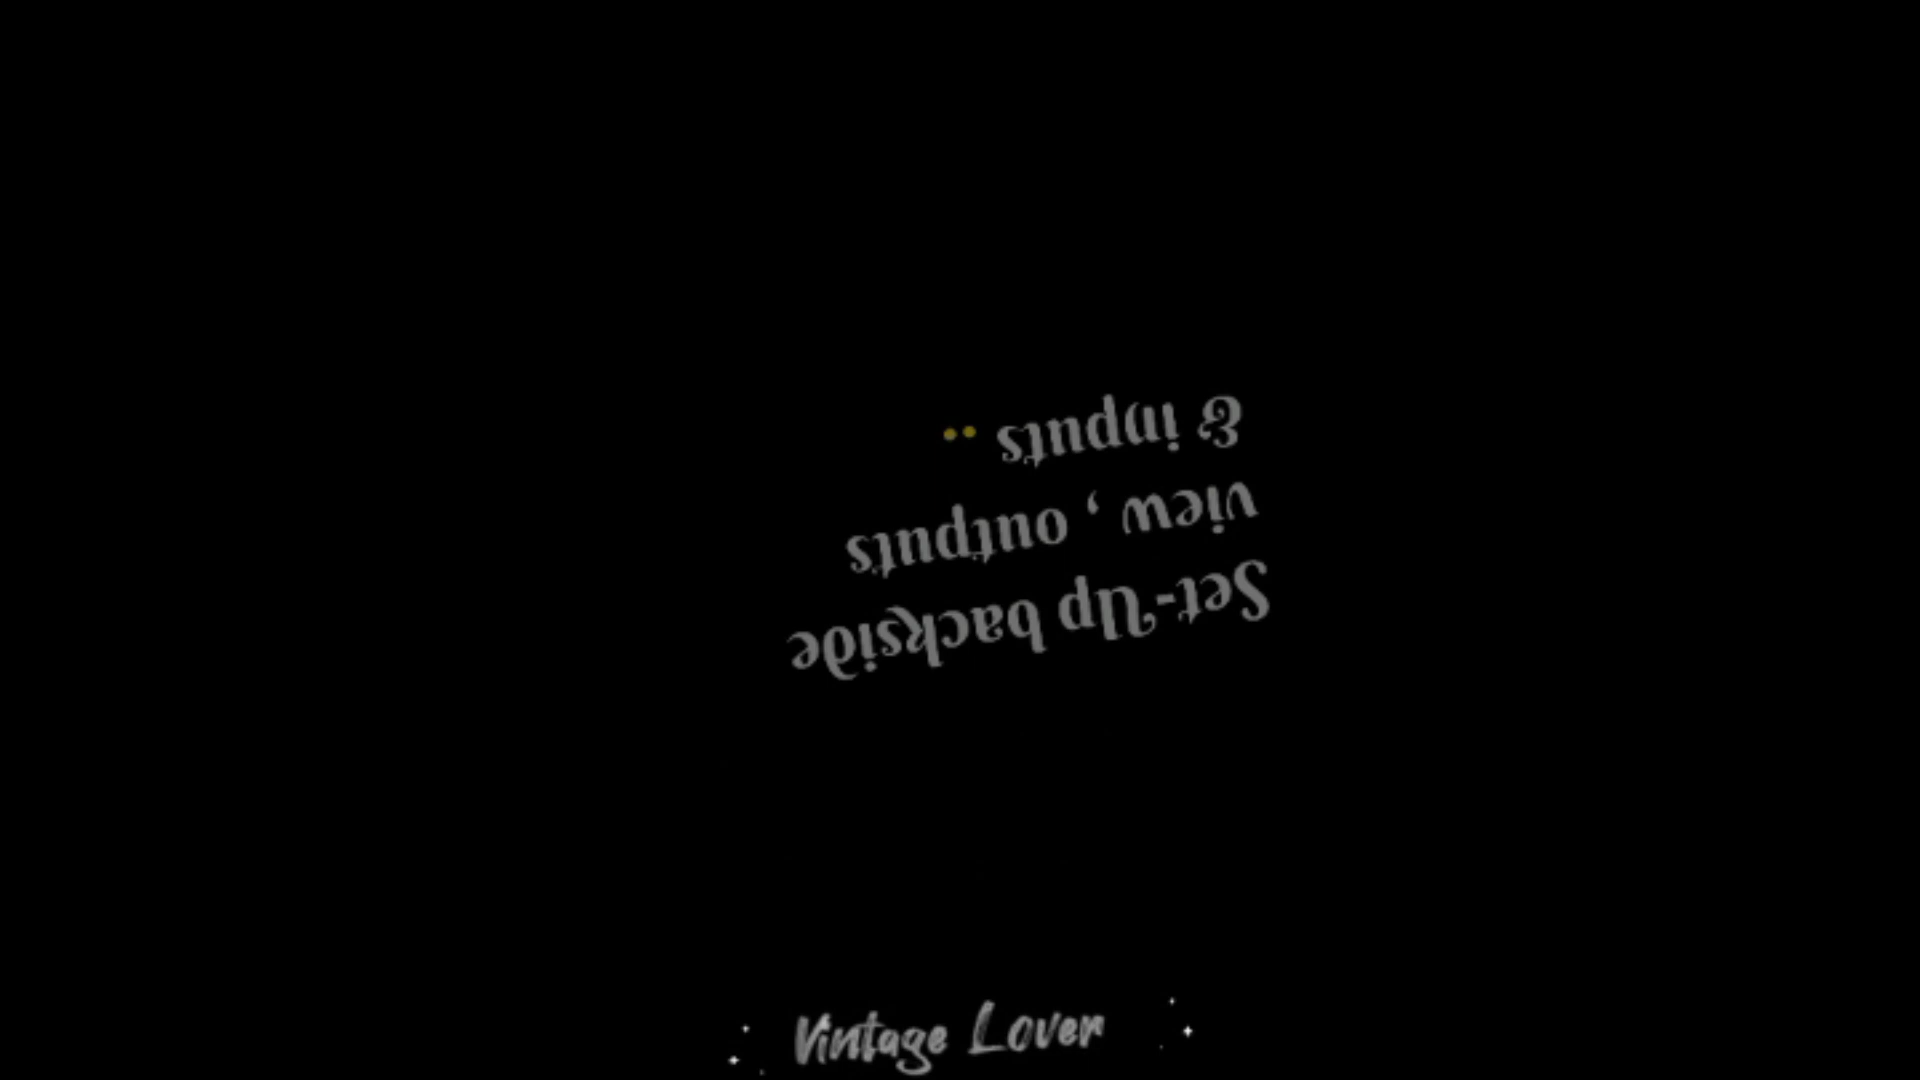 Set-Up backside
view , outputs
& inputs ..
Vintage Lover